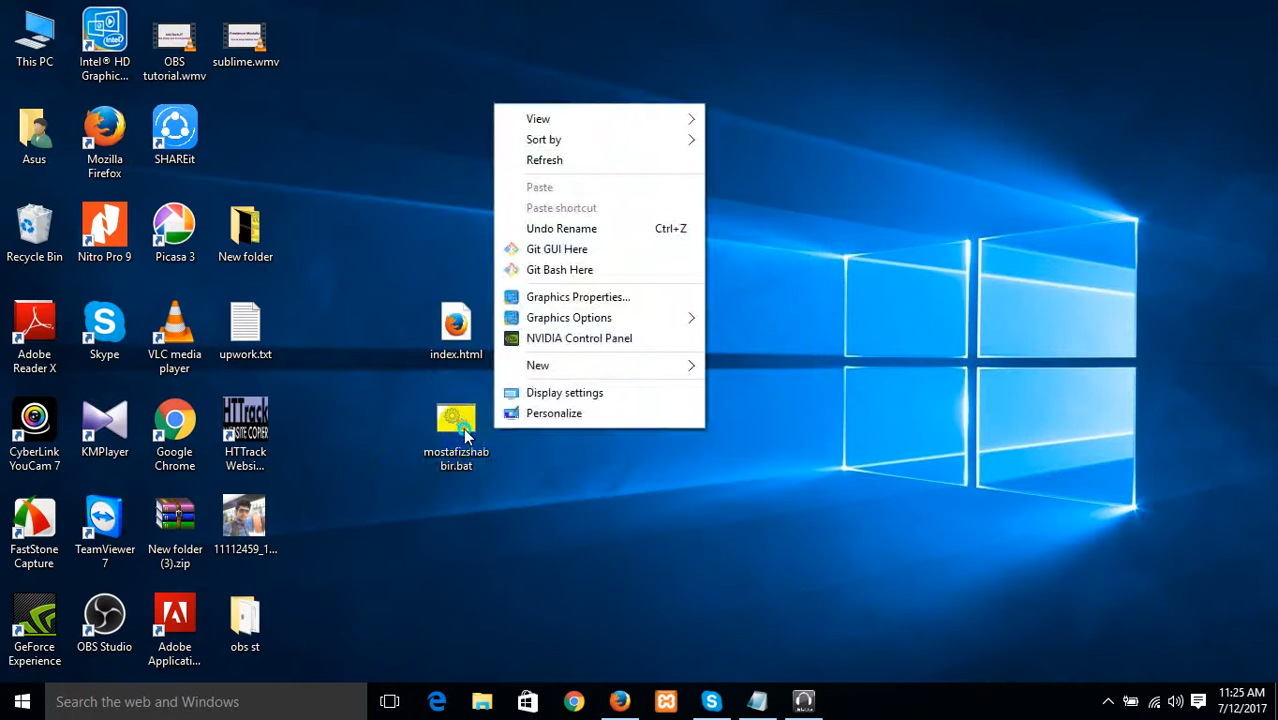 This PC
Intel® HD
Graphic...
OBS
tutorial.wmv
sublime.wmv
Asus
Mozilla
Firefox
SHAREit
Recycle Bin
Nitro Pro 9
Picasa 3
New folder
Adobe
Reader X
Skype
VLC media
player
upwork.txt
CyberLink
YouCam 7
KMPlayer
Google
Chrome
HTTrack
WEBSITE COPIER
HTTrack
Websi...
FastStone
Capture
TeamViewer
7
New folder
(3).zip
11112459_1...
GeForce
Experience
OBS Studio
Adobe
Applicati...
obs st
index.html
mostafizshab
bir.bat
View
Sort by
Refresh
Paste
Paste shortcut
Undo Rename Ctrl+Z
Git GUI Here
Git Bash Here
Graphics Properties...
Graphics Options
NVIDIA Control Panel
New
Display settings
Personalize
Search the web and Windows
11:25 AM
7/12/2017